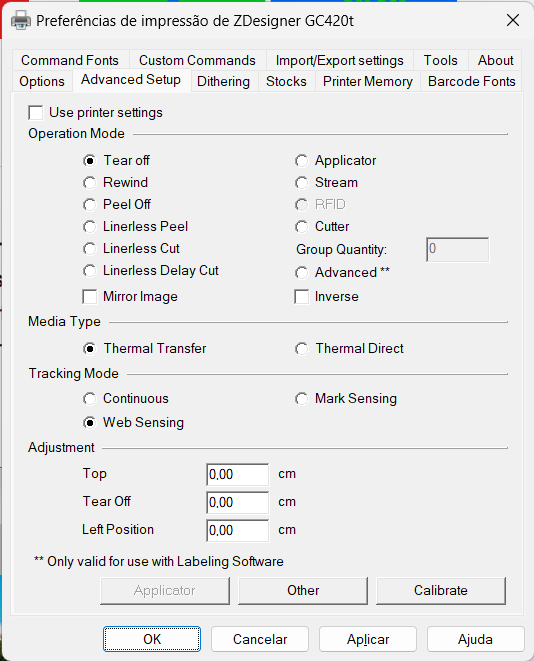 Preferências de impressão de ZDesigner GC420t
Command Fonts Custom Commands Import/Export settings Tools About
Options Advanced Setup Dithering Stocks Printer Memory Barcode Fonts
Use printer settings
Operation Mode
Tear off Applicator
Rewind Stream
Peel Off RFID
Linerless Peel Cutter
Linerless Cut Group Quantity: 0
Linerless Delay Cut Advanced **
Mirror Image Inverse
Media Type
Thermal Transfer Thermal Direct
Tracking Mode
Continuous Mark Sensing
Web Sensing
Adjustment
Top 0,00 cm
Tear Off 0,00 cm
Left Position 0,00 cm
** Only valid for use with Labeling Software
Applicator Other Calibrate
OK Cancelar Aplicar Ajuda